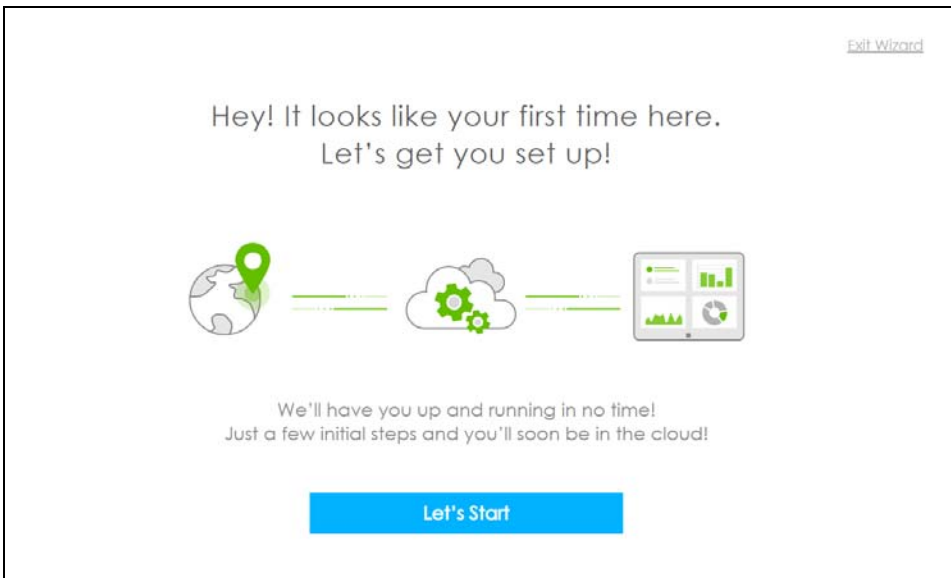 Exit Wizard
Hey! It looks like your first time here.
Let's get you set up!
We'll have you up and running in no time!
Just a few initial steps and you'll soon be in the cloud!
Let's Start